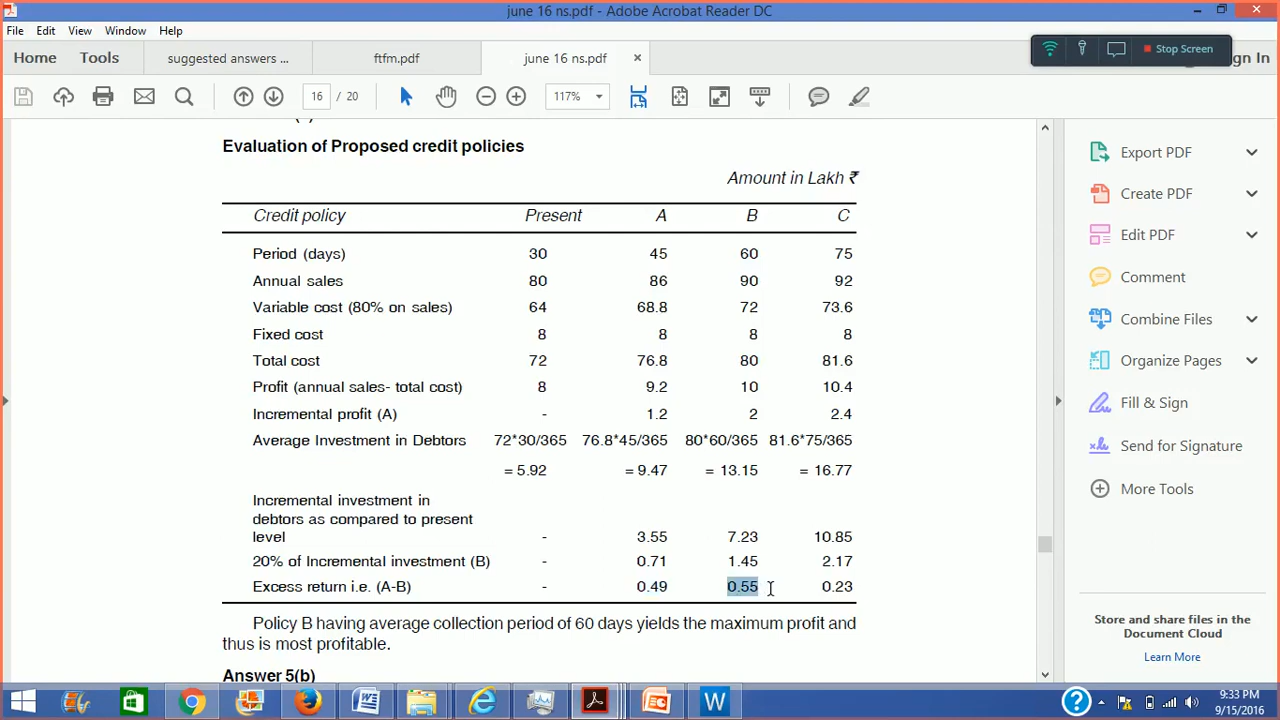 june 16 ns.pdf - Adobe Acrobat Reader DC
File Edit View Window Help
Home Tools suggested answers ... ftfm.pdf june 16 ns.pdf × Stop Screen gn In
16 / 20 117%
Evaluation of Proposed credit policies
Amount in Lakh ₹
Credit policy Present A B C
Period (days) 30 45 60 75
Annual sales 80 86 90 92
Variable cost (80% on sales) 64 68.8 72 73.6
Fixed cost 8 8 8 8
Total cost 72 76.8 80 81.6
Profit (annual sales- total cost) 8 9.2 10 10.4
Incremental profit (A) - 1.2 2 2.4
Average Investment in Debtors 72*30/365 76.8*45/365 80*60/365 81.6*75/365
= 5.92 = 9.47 = 13.15 = 16.77
Incremental investment in
debtors as compared to present
level - 3.55 7.23 10.85
20% of Incremental investment (B) - 0.71 1.45 2.17
Excess return i.e. (A-B) - 0.49 0.55 0.23
Policy B having average collection period of 60 days yields the maximum profit and
thus is most profitable.
Answer 5(b)
Export PDF
Create PDF
Edit PDF
Comment
Combine Files
Organize Pages
Fill & Sign
Send for Signature
More Tools
Store and share files in the
Document Cloud
Learn More
9:33 PM
9/15/2016